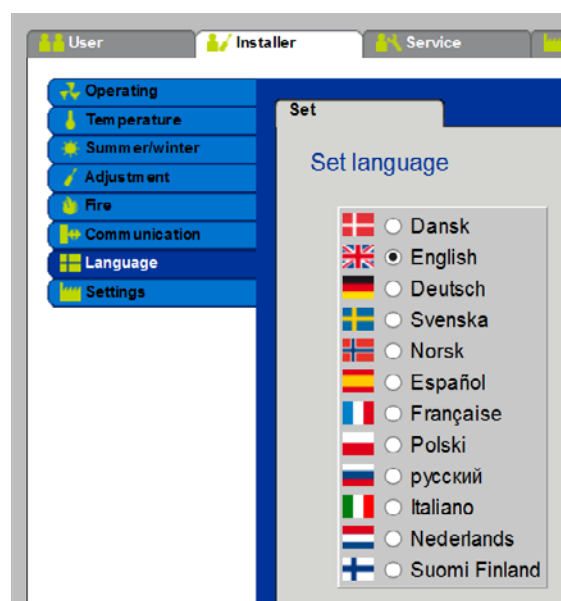 User
Installer
Service
Operating
Temperature
Summer/winter
Adjustment
Fire
Communication
Language
Settings
Set
Set language
Dansk
English
Deutsch
Svenska
Norsk
Español
Française
Polski
русский
Italiano
Nederlands
Suomi Finland